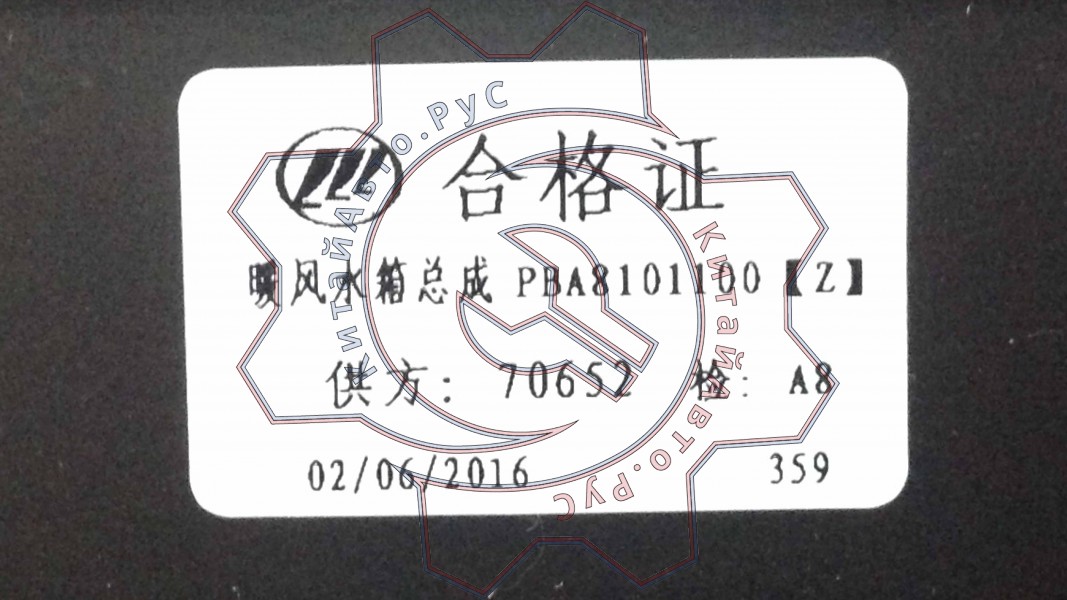 合格证
暖风水箱总成 PBA8101100【Z】
供方: 70652 检: A8
02/06/2016 359
КитайАвто.Рус
КитайАвто.Рус